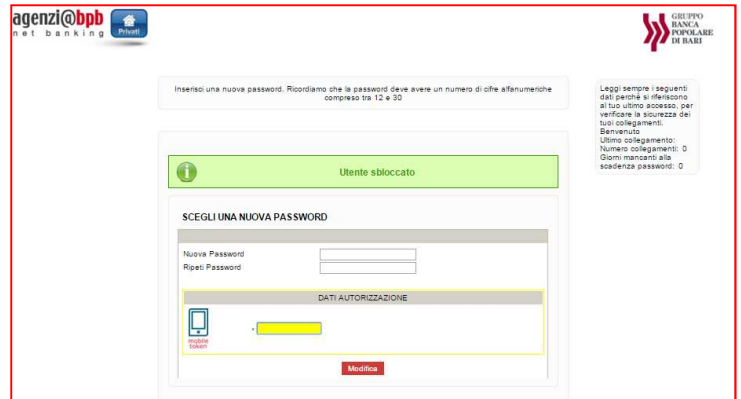 agenzi@bpb
net banking
Privati
GRUPPO
BANCA
POPOLARE
DI BARI
Inserisci una nuova password. Ricordiamo che la password deve avere un numero di cifre alfanumeriche
compreso tra 12 e 30
Leggi sempre i seguenti
dati perchè si riferiscono
al tuo ultimo accesso, per
verificare la sicurezza dei
tuoi collegamenti.
Benvenuto
Ultimo collegamento:
Numero collegamenti: 0
Giorni mancanti alla
scadenza password: 0
Utente sbloccato
SCEGLI UNA NUOVA PASSWORD
Nuova Password
Ripeti Password
DATI AUTORIZZAZIONE
mobile
token
*
Modifica